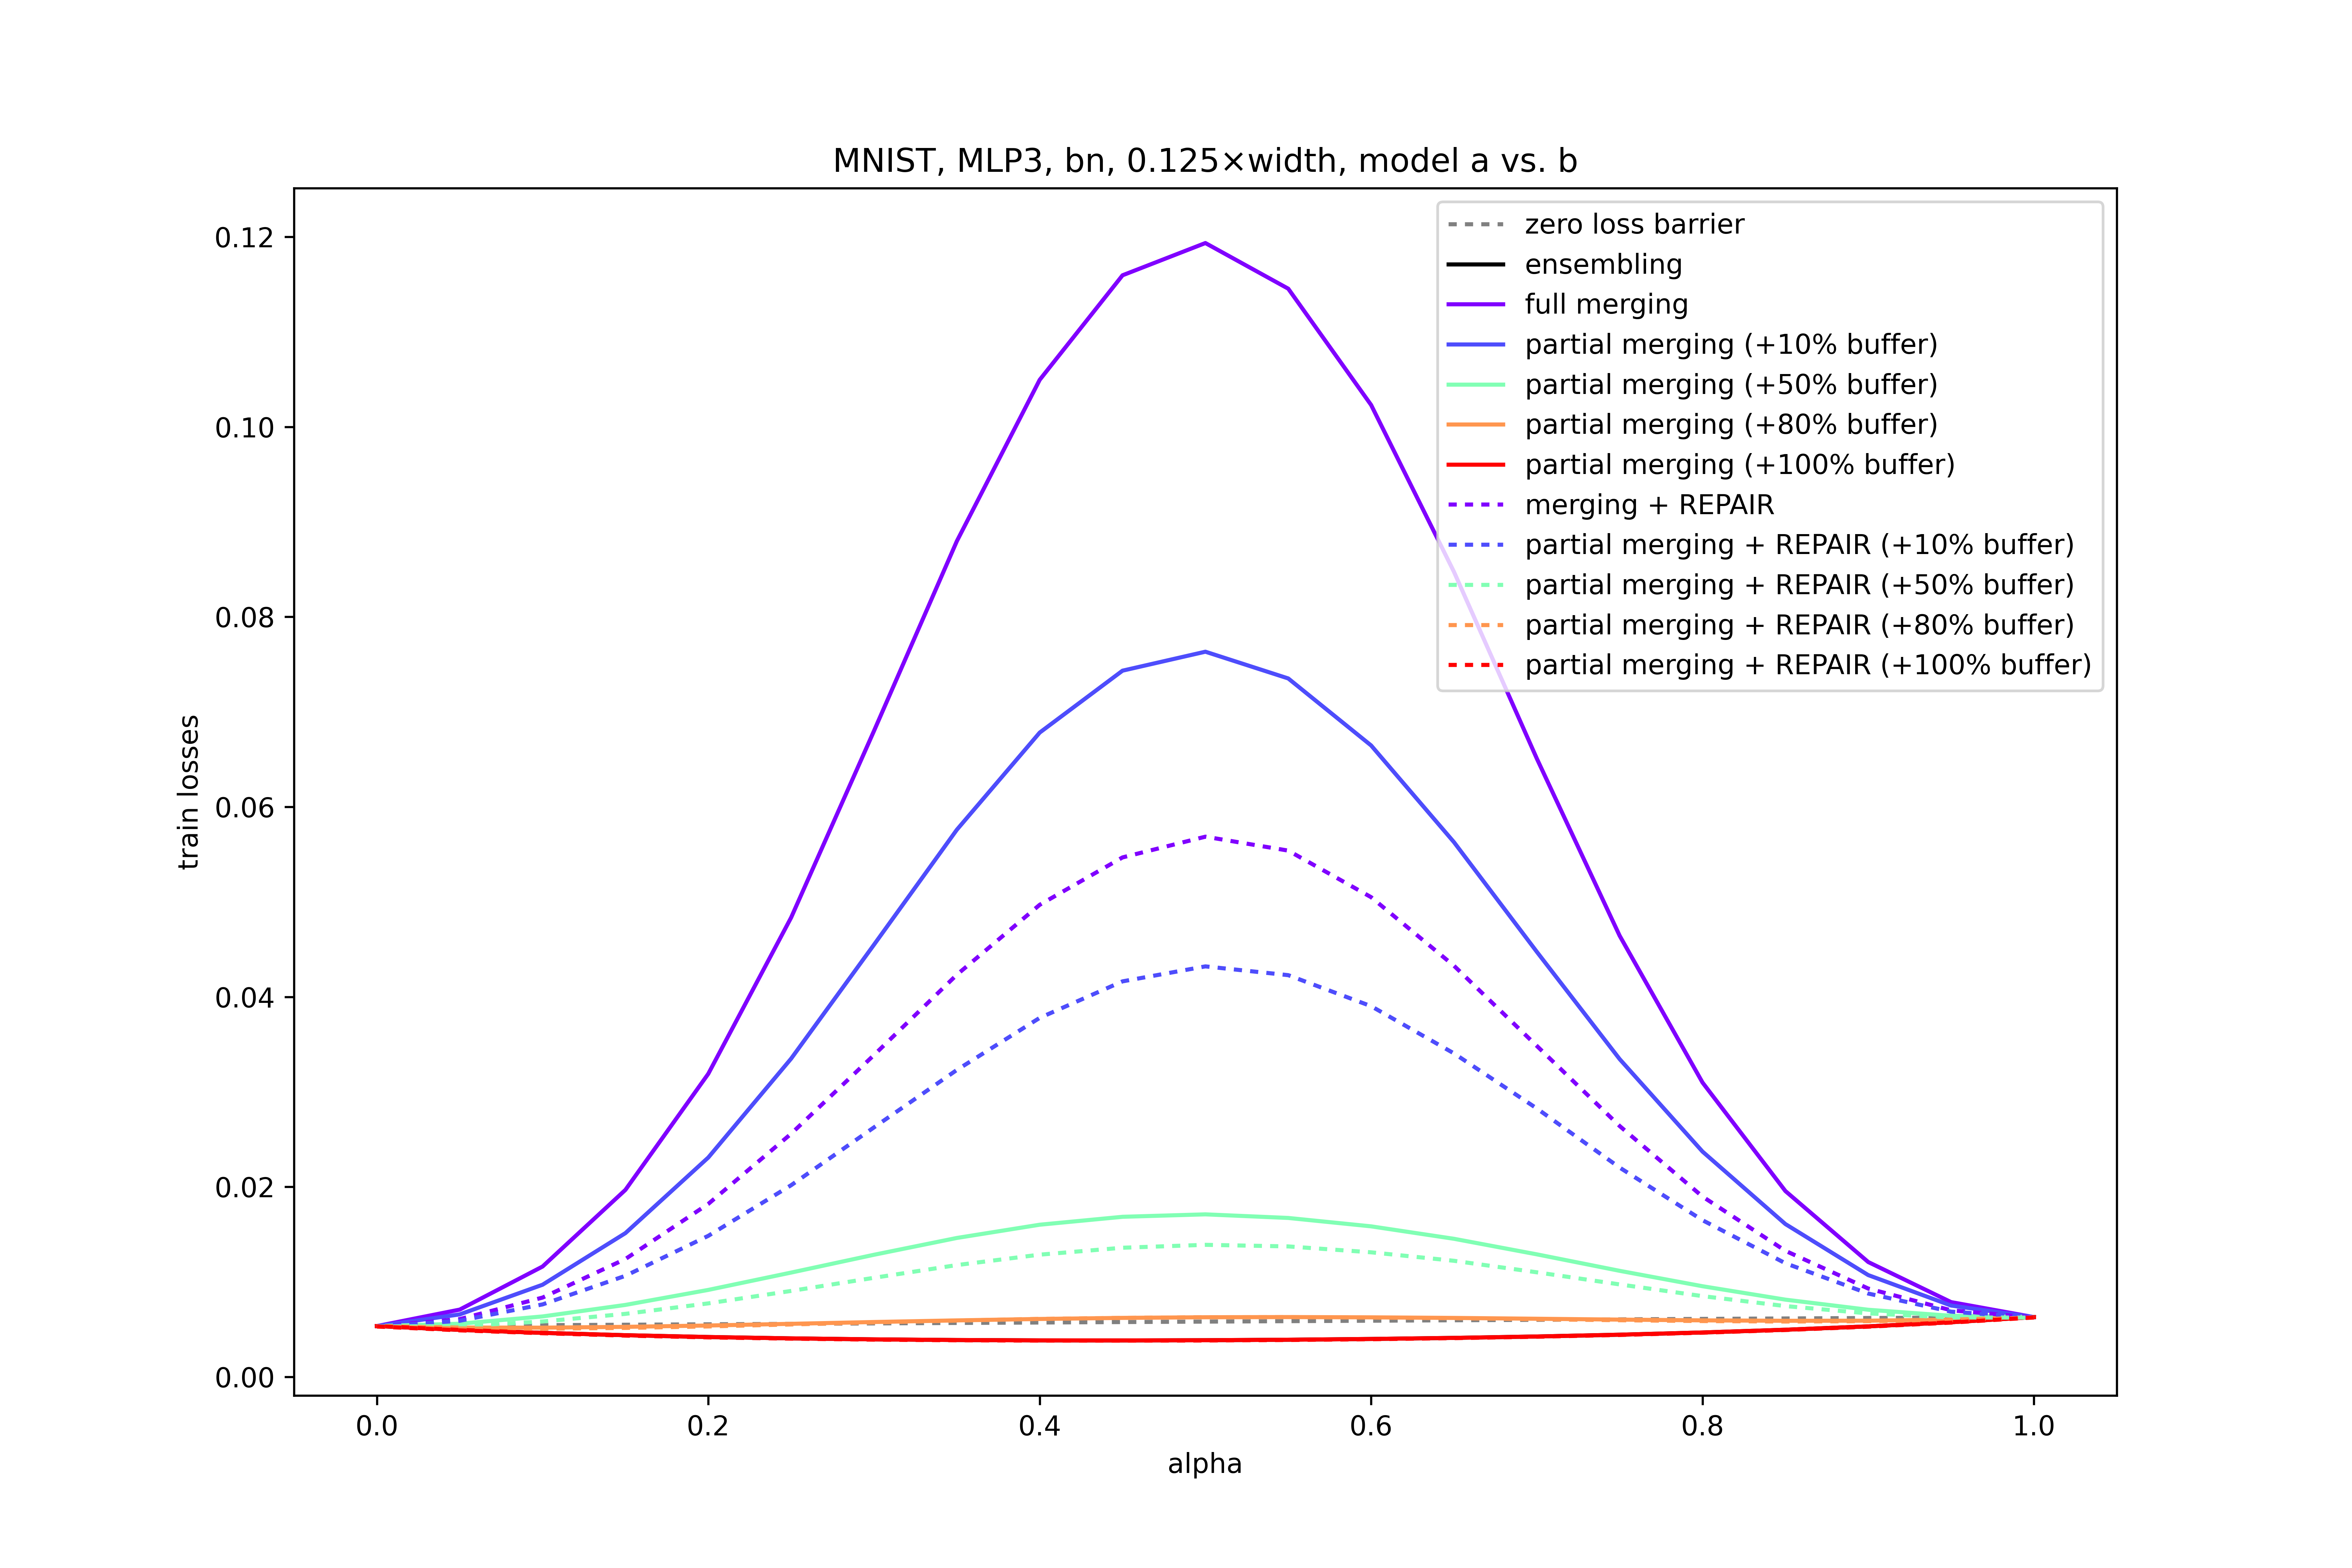 MNIST, MLP3, bn, 0.125×width, model a vs. b
zero loss barrier
ensembling
full merging
partial merging (+10% buffer)
partial merging (+50% buffer)
partial merging (+80% buffer)
partial merging (+100% buffer)
merging + REPAIR
partial merging + REPAIR (+10% buffer)
partial merging + REPAIR (+50% buffer)
partial merging + REPAIR (+80% buffer)
partial merging + REPAIR (+100% buffer)
train losses
0.12
0.10
0.08
0.06
0.04
0.02
0.00
0.0 0.2 0.4 0.6 0.8 1.0
alpha